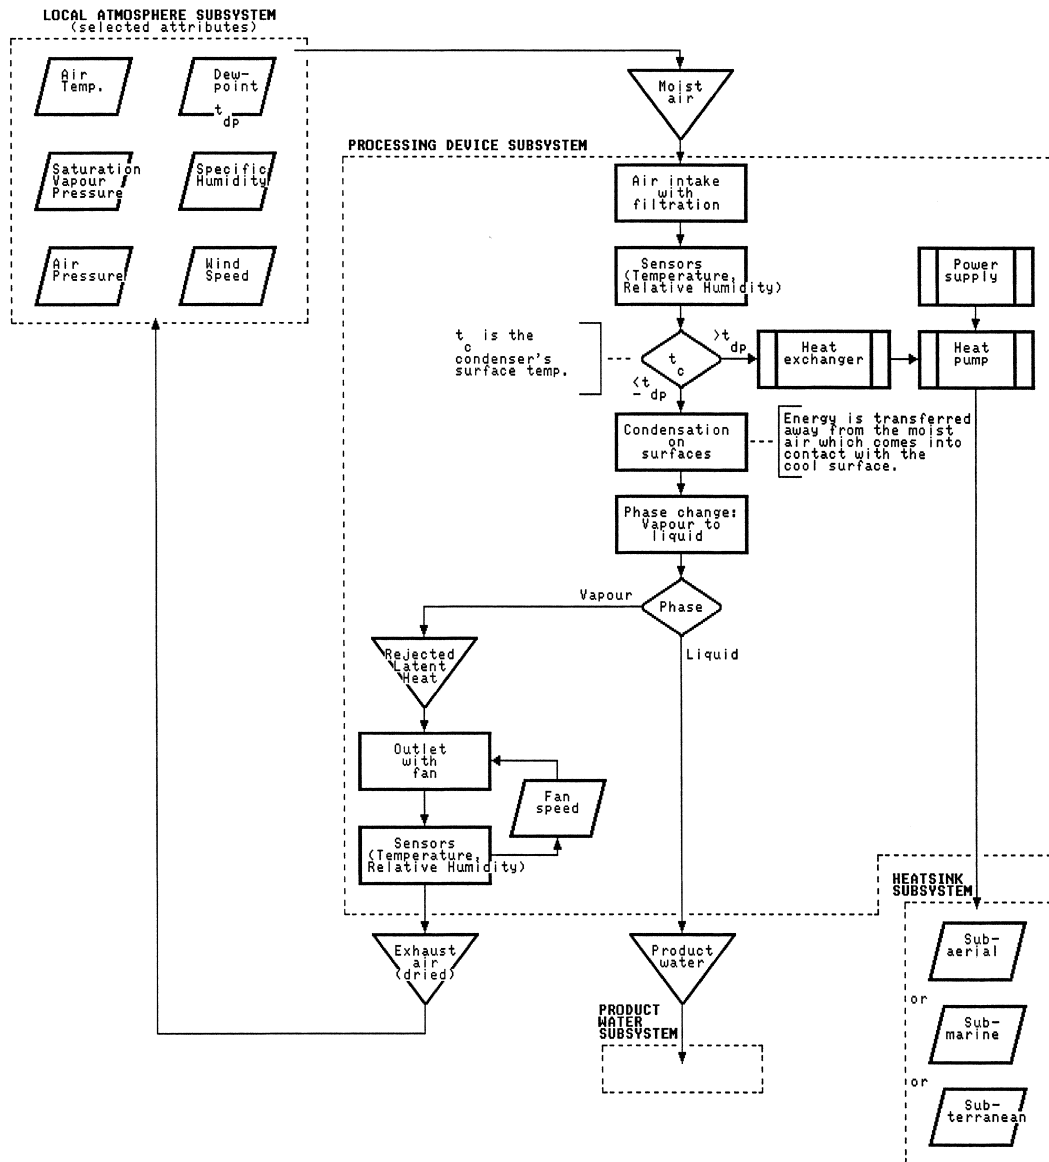 LOCAL ATMOSPHERE SUBSYSTEM
(selected attributes)
Air
Temp.
Dew-
point
t
dp
Saturation
Vapour
Pressure
Specific
Humidity
Air
Pressure
Wind
Speed
Moist
air
PROCESSING DEVICE SUBSYSTEM
Air intake
with
filtration
Sensors
(Temperature,
Relative Humidity)
t is the
c
condenser's
surface temp.
t
c
>t
dp
<t
- dp
Heat
exchanger
Power
supply
Heat
pump
Condensation
on
surfaces
Energy is transferred
away from the moist
air which comes into
contact with the
cool surface.
Phase change:
Vapour to
liquid
Phase
Vapour
Liquid
Rejected
Latent
Heat
Outlet
with
fan
Fan
speed
Sensors
(Temperature,
Relative Humidity)
Exhaust
air
(dried)
Product
water
PRODUCT
WATER
SUBSYSTEM
HEATSINK
SUBSYSTEM
Sub-
aerial
or
Sub-
marine
or
Sub-
terranean